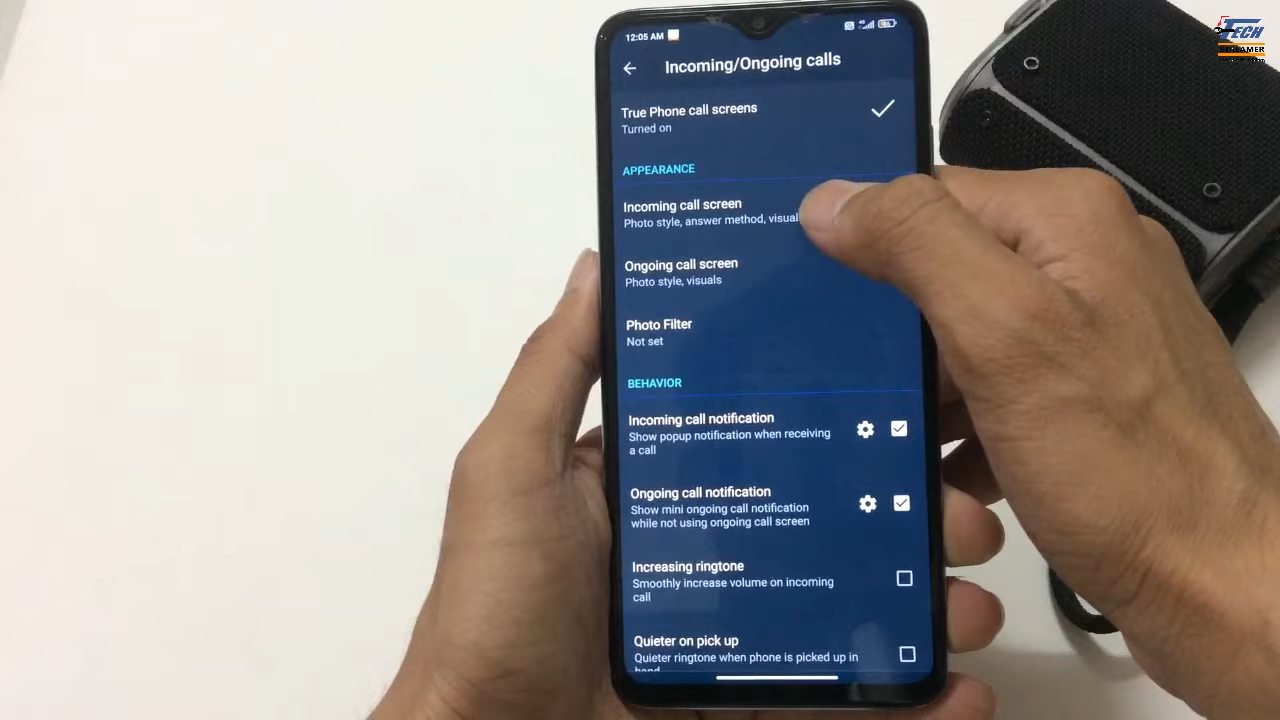 12:05 AM
TECH
STREAMER
Incoming/Ongoing calls
True Phone call screens
Turned on
APPEARANCE
Incoming call screen
Photo style, answer method, visual
Ongoing call screen
Photo style, visuals
Photo Filter
Not set
BEHAVIOR
Incoming call notification
Show popup notification when receiving
a call
Ongoing call notification
Show mini ongoing call notification
while not using ongoing call screen
Increasing ringtone
Smoothly increase volume on incoming
call
Quieter on pick up
Quieter ringtone when phone is picked up in